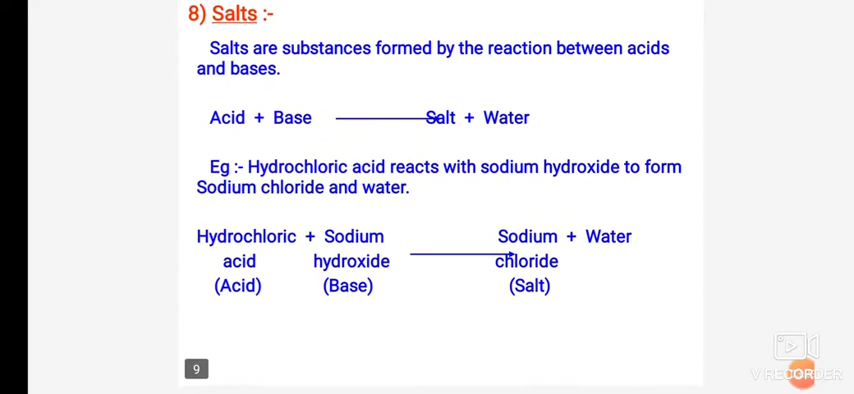 8) Salts :-
Salts are substances formed by the reaction between acids
and bases.
Acid + Base Salt + Water
Eg :- Hydrochloric acid reacts with sodium hydroxide to form
Sodium chloride and water.
Hydrochloric + Sodium Sodium + Water
acid hydroxide chloride
(Acid) (Base) (Salt)
9
V RECORDER